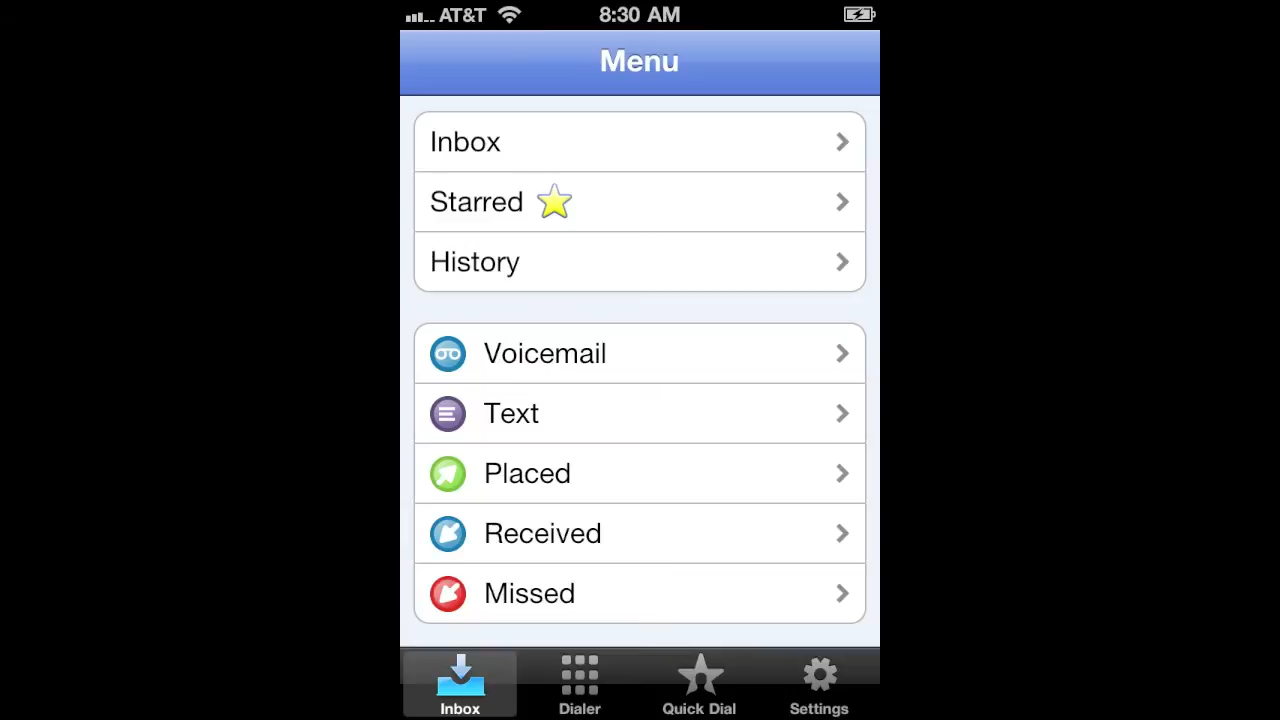 AT&T 8:30 AM
Menu
Inbox
Starred
History
Voicemail
Text
Placed
Received
Missed
Inbox Dialer Quick Dial Settings